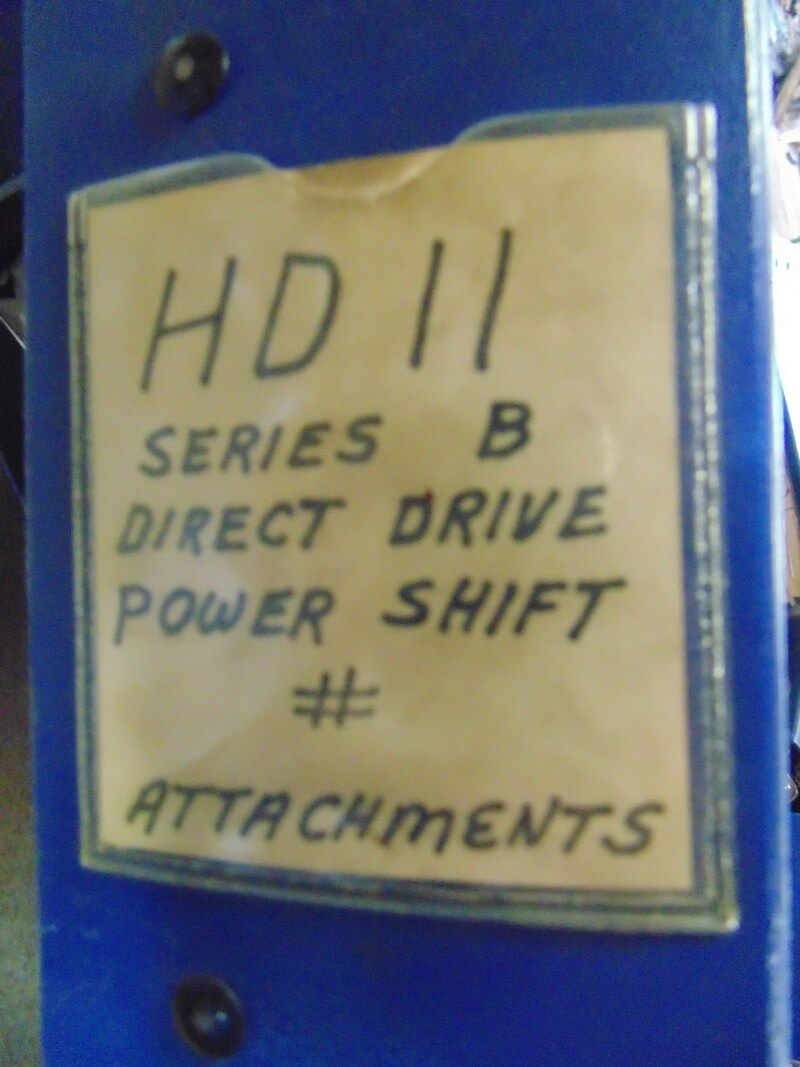 HD 11
SERIES B
DIRECT DRIVE
POWER SHIFT
#
ATTACHMENTS